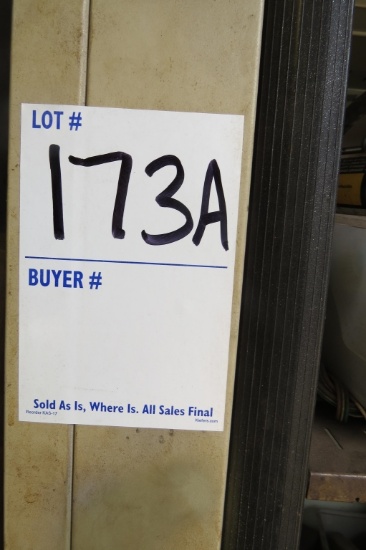 LOT #
173A
BUYER #
Sold As Is, Where Is. All Sales Final